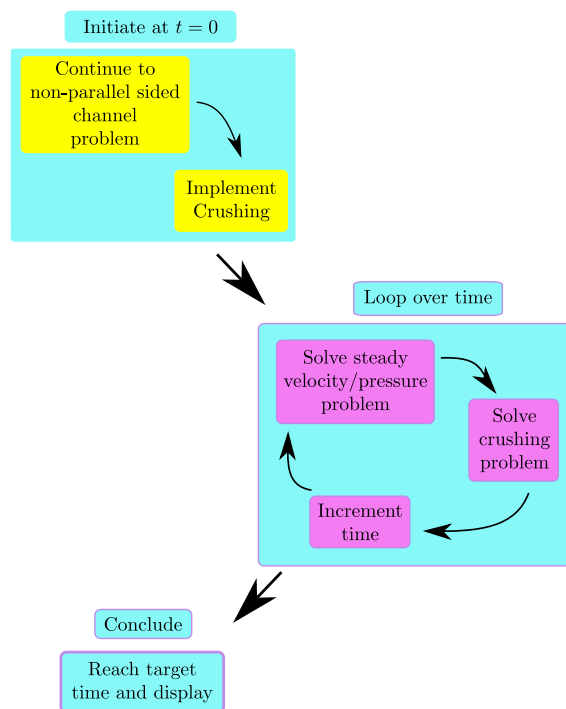 Initiate at t = 0
Continue to
non-parallel sided
channel
problem
Implement
Crushing
Loop over time
Solve steady
velocity/pressure
problem
Solve
crushing
problem
Increment
time
Conclude
Reach target
time and display